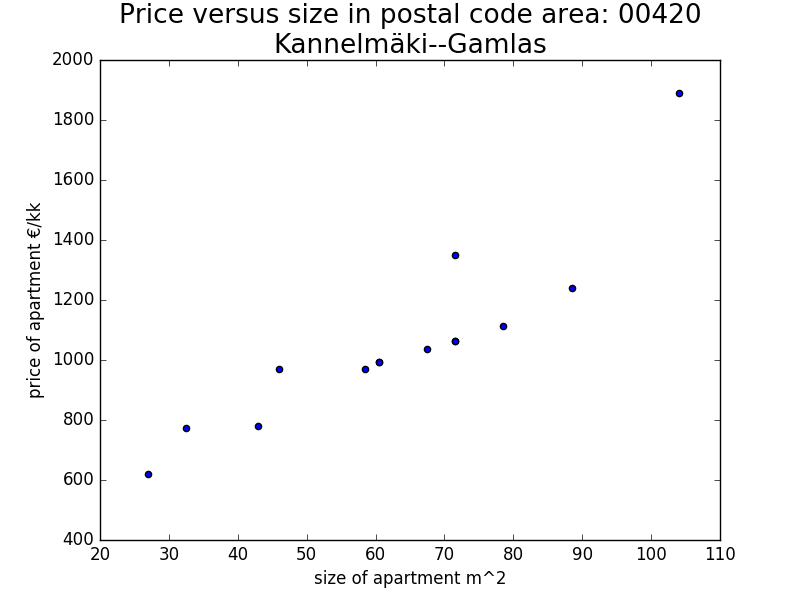 Price versus size in postal code area: 00420
Kannelmäki--Gamlas
2000
1800
1600
1400
1200
1000
800
600
400
price of apartment €/kk
20 30 40 50 60 70 80 90 100 110
size of apartment m^2